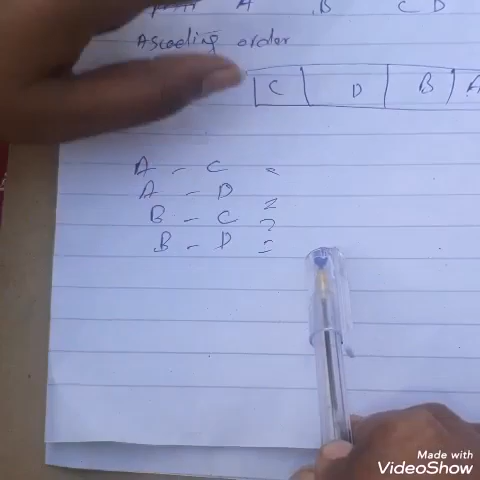 A B C D
Ascending order
C D B A
A - C =
A - D
B - C =
B - D =
Made with
VideoShow